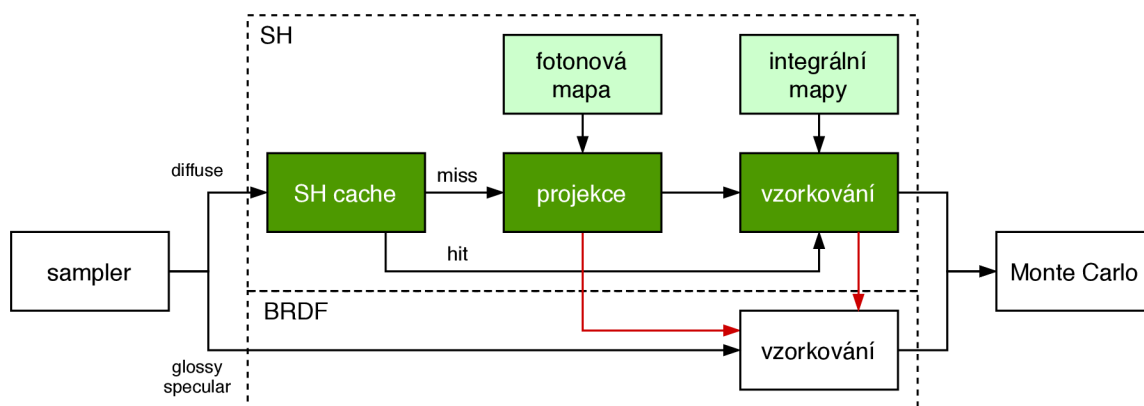 SH
fotonová
mapa
integrální
mapy
diffuse
SH cache
miss
projekce
vzorkování
hit
sampler
Monte Carlo
BRDF
vzorkování
glossy
specular